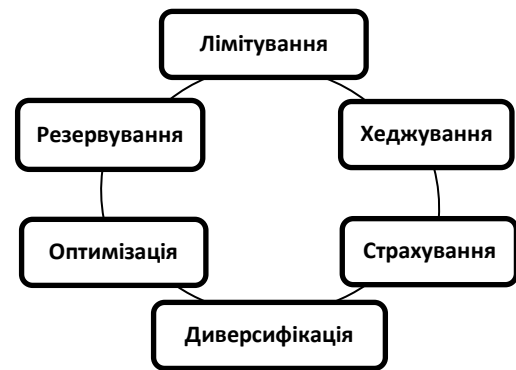 Лімітування
Резервування
Хеджування
Оптимізація
Страхування
Диверсифікація